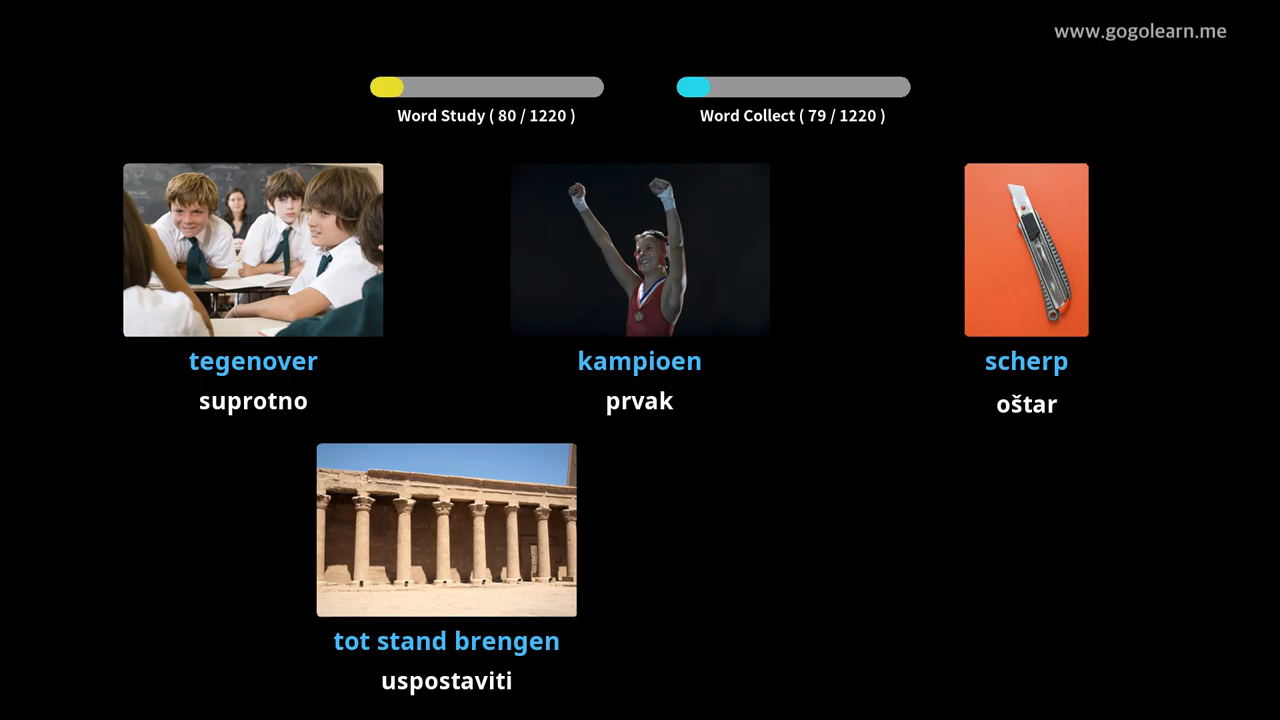 www.gogolearn.me
Word Study ( 80 / 1220 )
Word Collect ( 79 / 1220 )
tegenover
suprotno
kampioen
prvak
scherp
oštar
tot stand brengen
uspostaviti